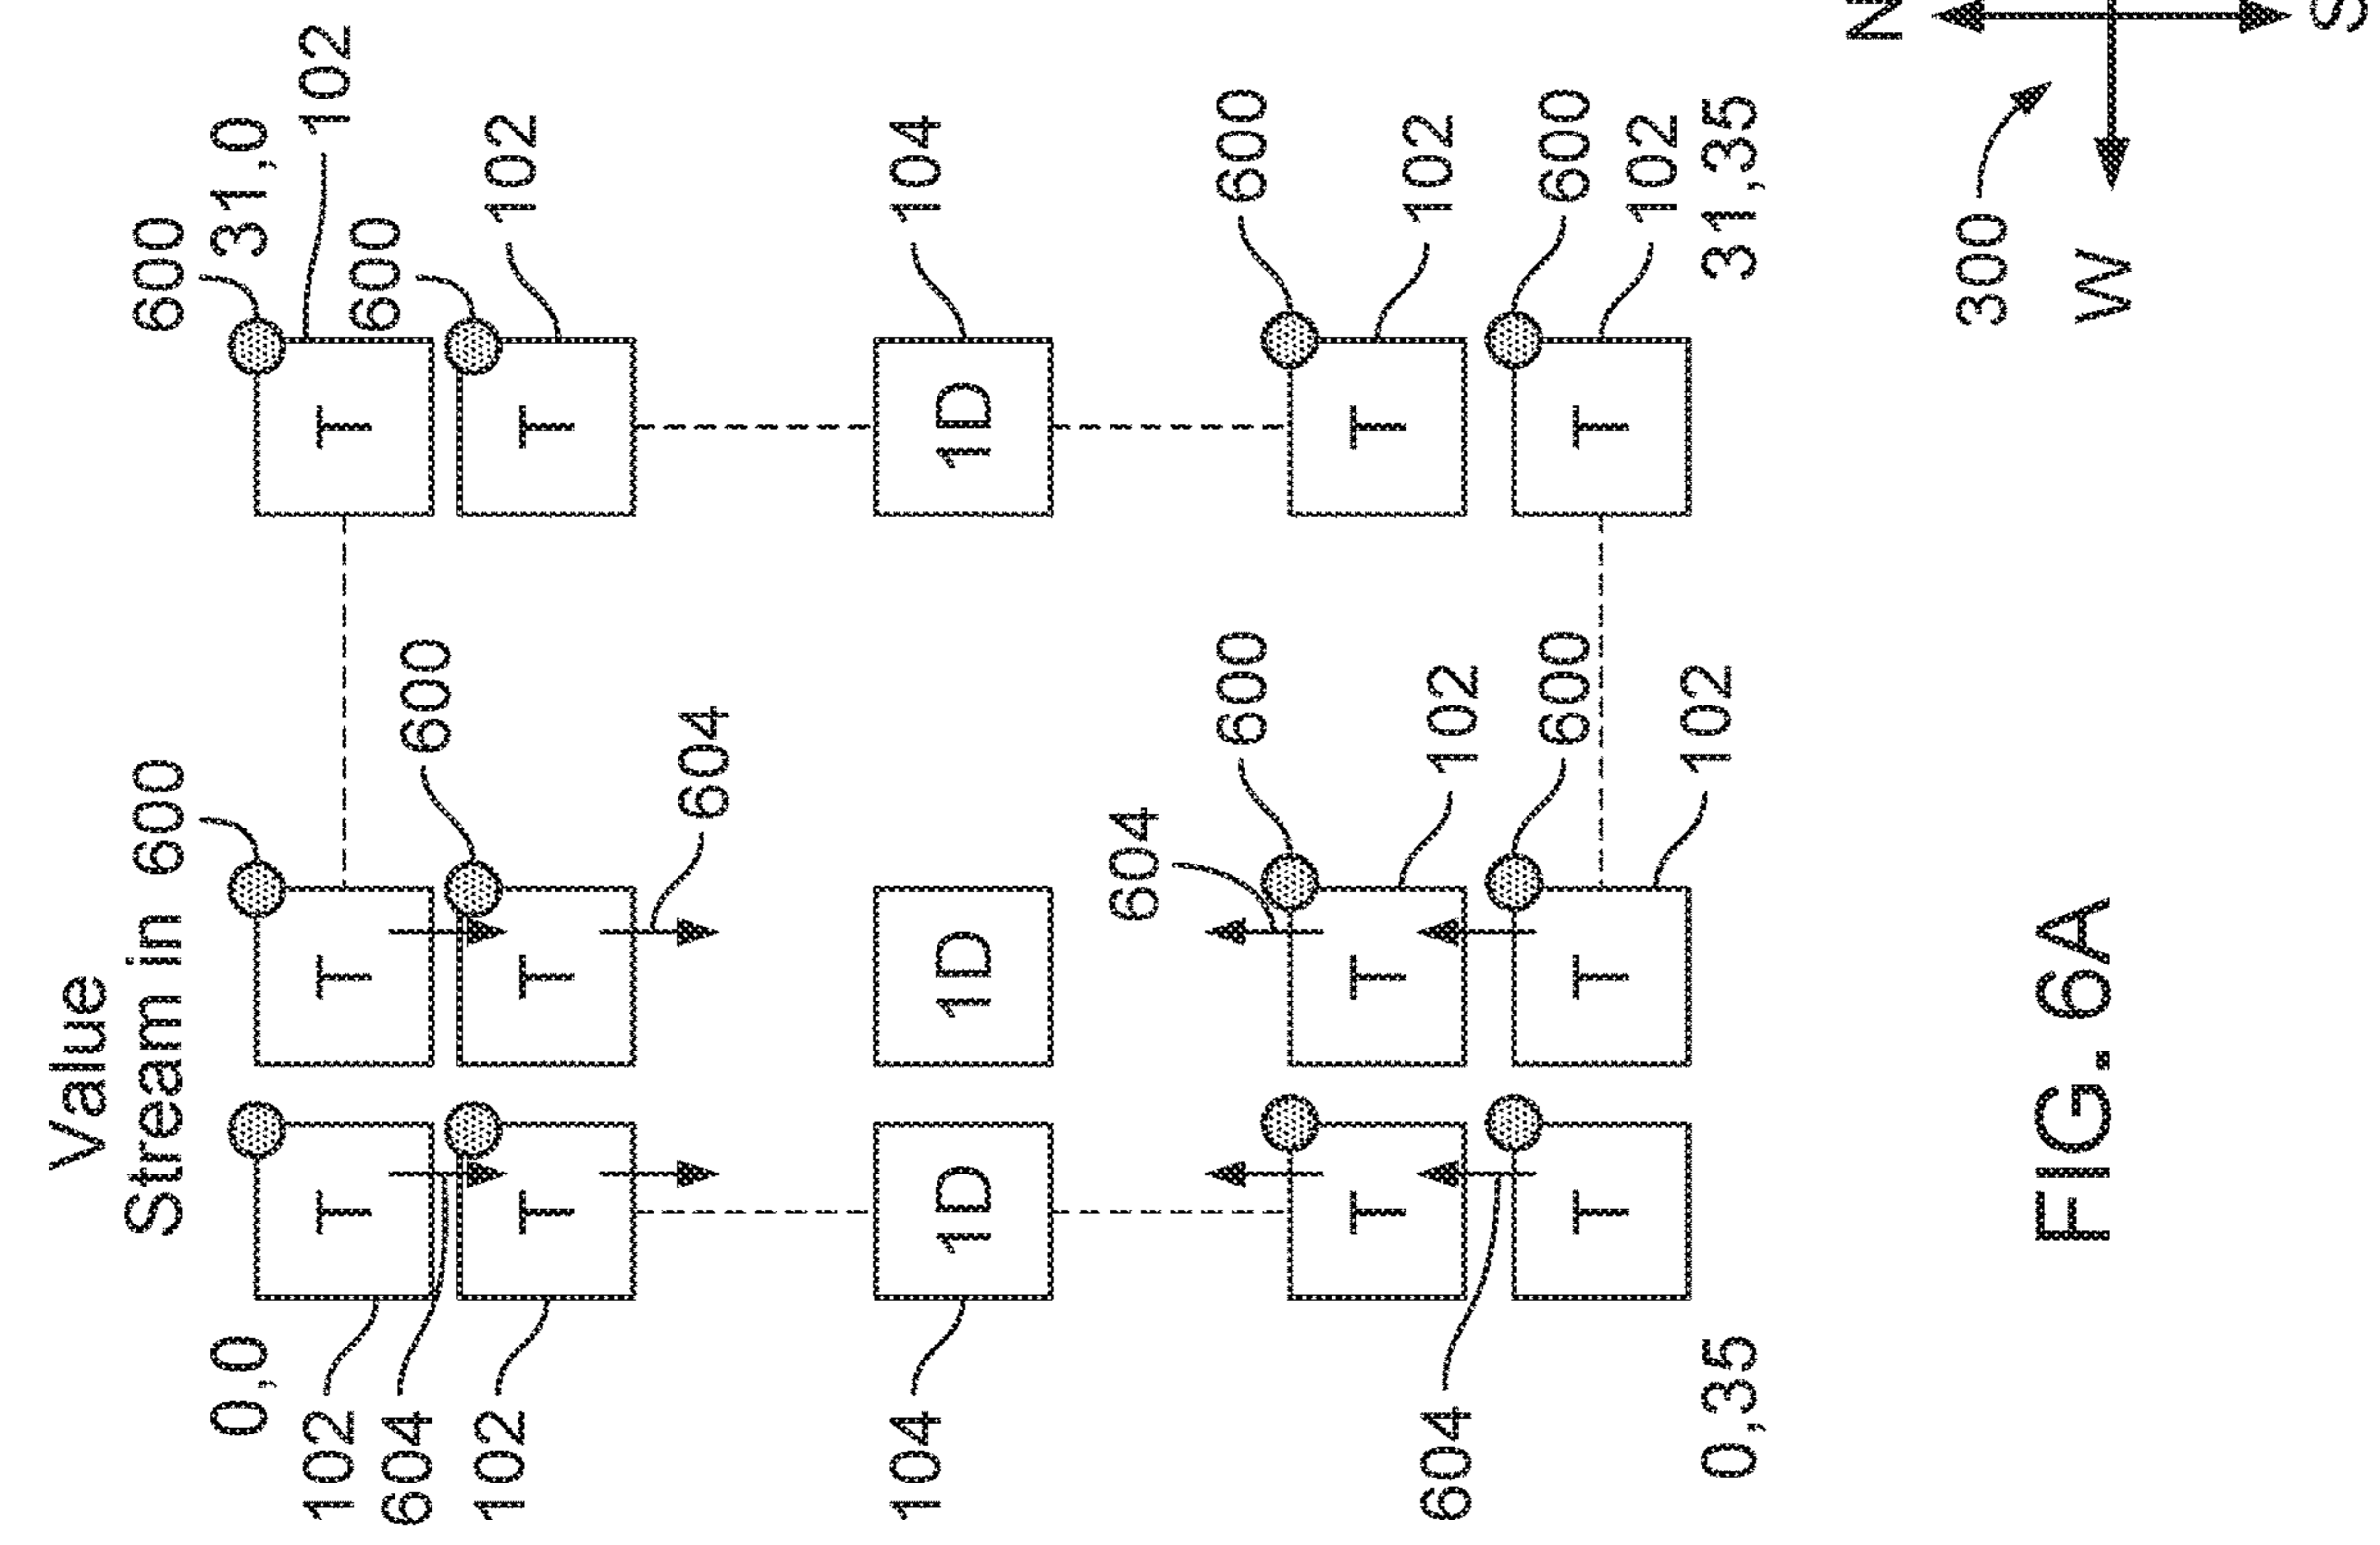 Value
Stream in 600 600
0,0 31,0
102 T T T 102
600
604 600
102 T T T 102
604
104 1D 1D 1D 104
604
600 600
T T T
604 102 102
600 600
T T T 102
102
0,35 31,35
N
300
FIG. 6A W
S